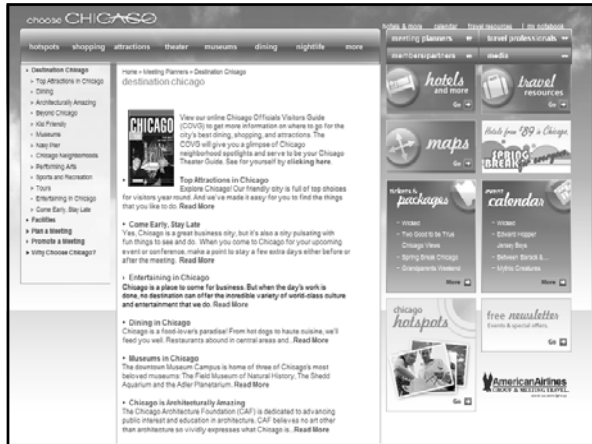 choose CHICAGO
hotels & more calendar travel resources | my notebook
hotspots shopping attractions theater museums dining nightlife more
meeting planners
travel professionals
members/partners
media
Destination Chicago
Top Attractions in Chicago
Dining
Architecturally Amazing
Beyond Chicago
Kid Friendly
Museums
Navy Pier
Chicago Neighborhoods
Performing Arts
Sports and Recreation
Tours
Entertaining in Chicago
Come Early, Stay Late
Facilities
Plan a Meeting
Promote a Meeting
Why Choose Chicago?
Home » Meeting Planners » Destination Chicago
destination chicago
CHICAGO
View our online Chicago Officials Visitors Guide
(COVG) to get more information on where to go for the
city's best dining, shopping, and attractions. The
COVG will give you a glimpse of Chicago
neighborhood spotlights and serve to be your Chicago
Theater Guide. See for yourself by clicking here.
Top Attractions in Chicago
Explore Chicago! Our friendly city is full of top choices
for visitors year round. And we've made it easy for you to find the things
that you like to do. Read More
Come Early, Stay Late
Yes, Chicago is a great business city, but it's also a city pulsating with
fun things to see and do. When you come to Chicago for your upcoming
event or conference, make a point to stay a few extra days either before or
after the meeting. Read More
Entertaining in Chicago
Chicago is a place to come for business. But when the day's work is
done, no destination can offer the incredible variety of world-class culture
and entertainment that we do. Read More
Dining in Chicago
Chicago is a food-lover's paradise! From hot dogs to haute cuisine, we'll
feed you well. Restaurants abound in central areas and...Read More
Museums in Chicago
The downtown Museum Campus is home of three of Chicago's most
beloved museums: The Field Museum of Natural History, The Shedd
Aquarium and the Adler Planetarium. Read More
Chicago is Architecturally Amazing
The Chicago Architecture Foundation (CAF) is dedicated to advancing
public interest and education in architecture. CAF believes no art other
than architecture so vividly expresses what Chicago is...Read More
hotels
and more
Go
travel
RESOURCES
Go
maps
Go
Hotels from $89 in Chicago.
SPRING
BREAK
tickets &
packages
Wicked
Two Good to be True
Chicago Views
Spring Break Chicago
Grandparents Weekend
More
event
calendar
Wicked
Edward Hopper
Jersey Boys
Between Barack &...
Mythic Creatures
More
chicago
hotspots
Go
free newsletter
Events & special offers.
Go
AmericanAirlines
GROUP & MEETING TRAVEL